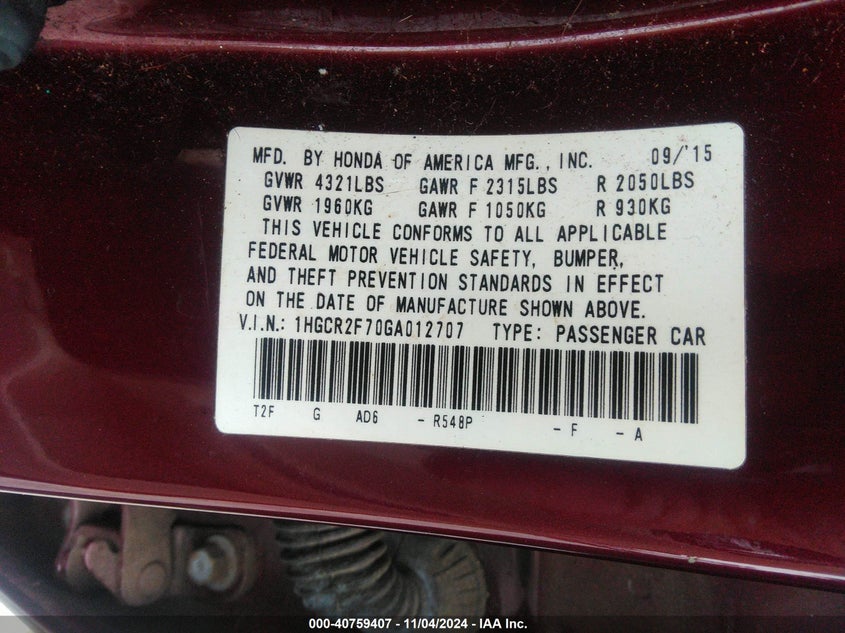 MFD. BY HONDA OF AMERICA MFG., INC. 09/'15
GVWR 4321LBS GAWR F 2315LBS R 2050LBS
GVWR 1960KG GAWR F 1050KG R 930KG
THIS VEHICLE CONFORMS TO ALL APPLICABLE
FEDERAL MOTOR VEHICLE SAFETY, BUMPER,
AND THEFT PREVENTION STANDARDS IN EFFECT
ON THE DATE OF MANUFACTURE SHOWN ABOVE.
V.I.N.: 1HGCR2F70GA012707 TYPE: PASSENGER CAR
T2F G AD6 - R548P - F - A
000-40759407 - 11/04/2024 - IAA Inc.